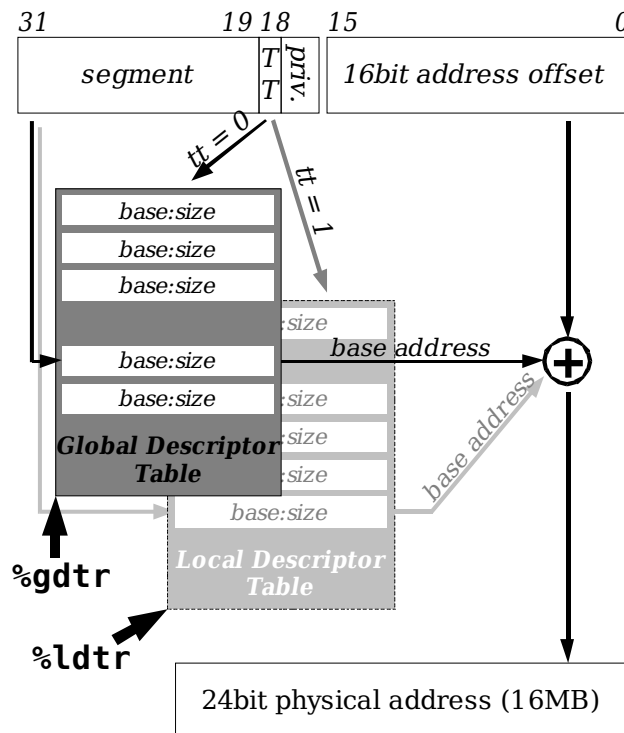 31 19 18 15 0
segment T T priv. 16bit address offset
tt = 0
tt = 1
base:size
base:size
base:size
:size
base:size base address
base:size :size
:size
Global Descriptor
Table
:size
base:size
base address
Local Descriptor
Table
%gdtr
%ldtr
24bit physical address (16MB)